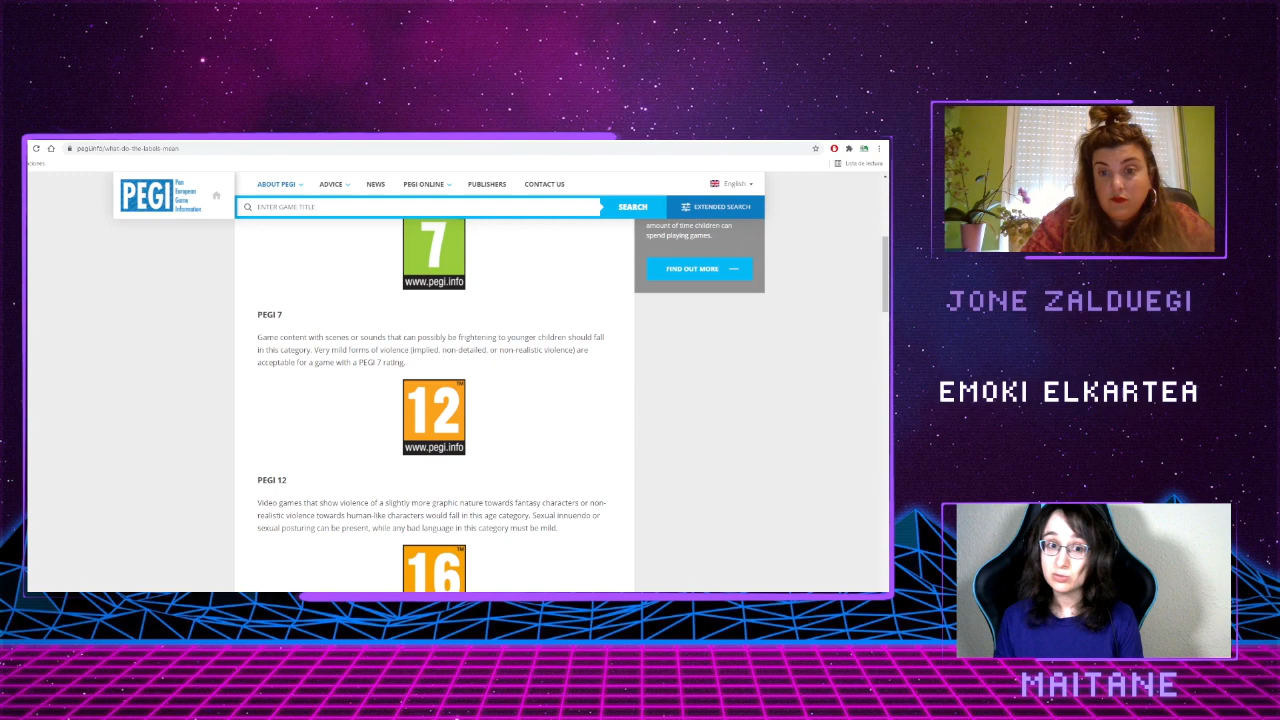 pegi.info/what-do-the-labels-mean
ciones
Lista de lectura
PEGI
Pan
European
Game
Information
ABOUT PEGI
ADVICE
NEWS
PEGI ONLINE
PUBLISHERS
CONTACT US
English
ENTER GAME TITLE
SEARCH
EXTENDED SEARCH
amount of time children can
spend playing games.
FIND OUT MORE
7
www.pegi.info
PEGI 7
Game content with scenes or sounds that can possibly be frightening to younger children should fall
in this category. Very mild forms of violence (implied, non-detailed, or non-realistic violence) are
acceptable for a game with a PEGI 7 rating.
12
TM
www.pegi.info
PEGI 12
Video games that show violence of a slightly more graphic nature towards fantasy characters or non-
realistic violence towards human-like characters would fall in this age category. Sexual innuendo or
sexual posturing can be present, while any bad language in this category must be mild.
16
TM
JONE ZALDUEGI
EMOKI ELKARTEA
MAITANE